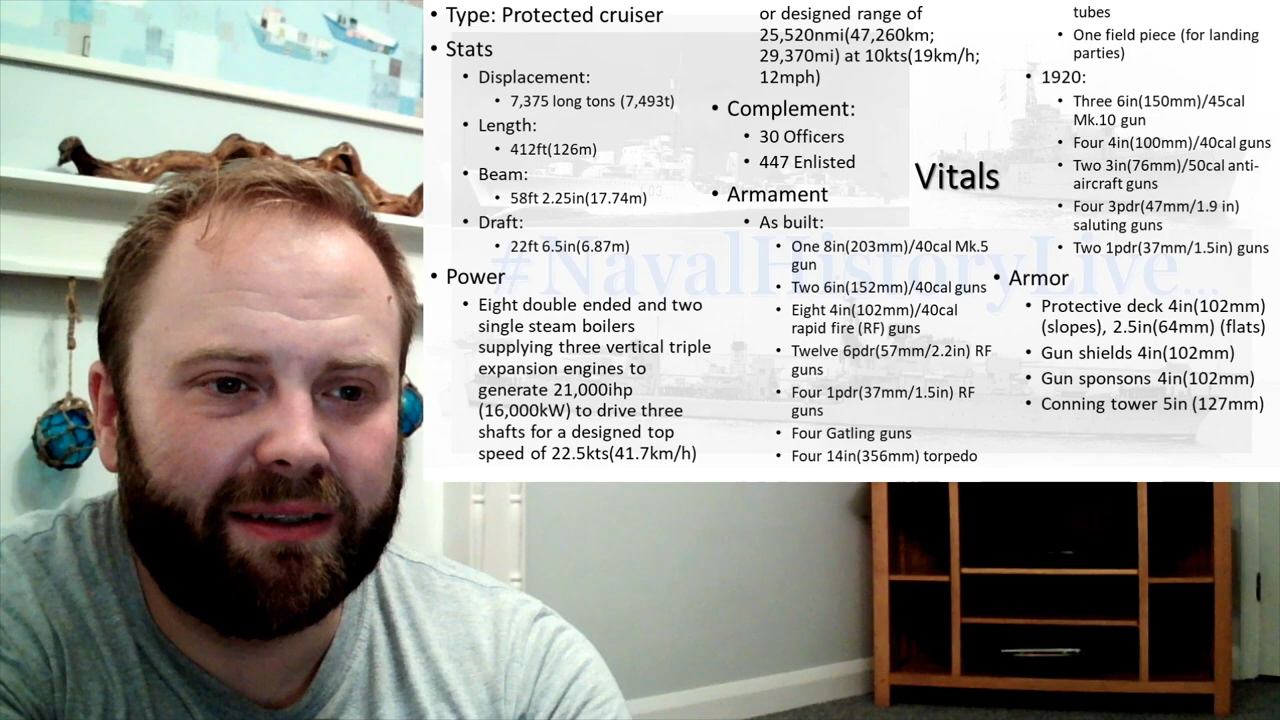 Type: Protected cruiser
Stats
Displacement:
7,375 long tons (7,493t)
Length:
412ft(126m)
Beam:
58ft 2.25in(17.74m)
Draft:
22ft 6.5in(6.87m)
Power
Eight double ended and two
single steam boilers
supplying three vertical triple
expansion engines to
generate 21,000ihp
(16,000kW) to drive three
shafts for a designed top
speed of 22.5kts(41.7km/h)
or designed range of
25,520nmi(47,260km;
29,370mi) at 10kts(19km/h;
12mph)
Complement:
30 Officers
447 Enlisted
Armament
As built:
One 8in(203mm)/40cal Mk.5
gun
Two 6in(152mm)/40cal guns
Eight 4in(102mm)/40cal
rapid fire (RF) guns
Twelve 6pdr(57mm/2.2in) RF
guns
Four 1pdr(37mm/1.5in) RF
guns
Four Gatling guns
Four 14in(356mm) torpedo
tubes
One field piece (for landing
parties)
1920:
Three 6in(150mm)/45cal
Mk.10 gun
Four 4in(100mm)/40cal guns
Two 3in(76mm)/50cal anti-
aircraft guns
Four 3pdr(47mm/1.9 in)
saluting guns
Two 1pdr(37mm/1.5in) guns
Armor
Protective deck 4in(102mm)
(slopes), 2.5in(64mm) (flats)
Gun shields 4in(102mm)
Gun sponsons 4in(102mm)
Conning tower 5in (127mm)
Vitals
#NavalHistoryLive...